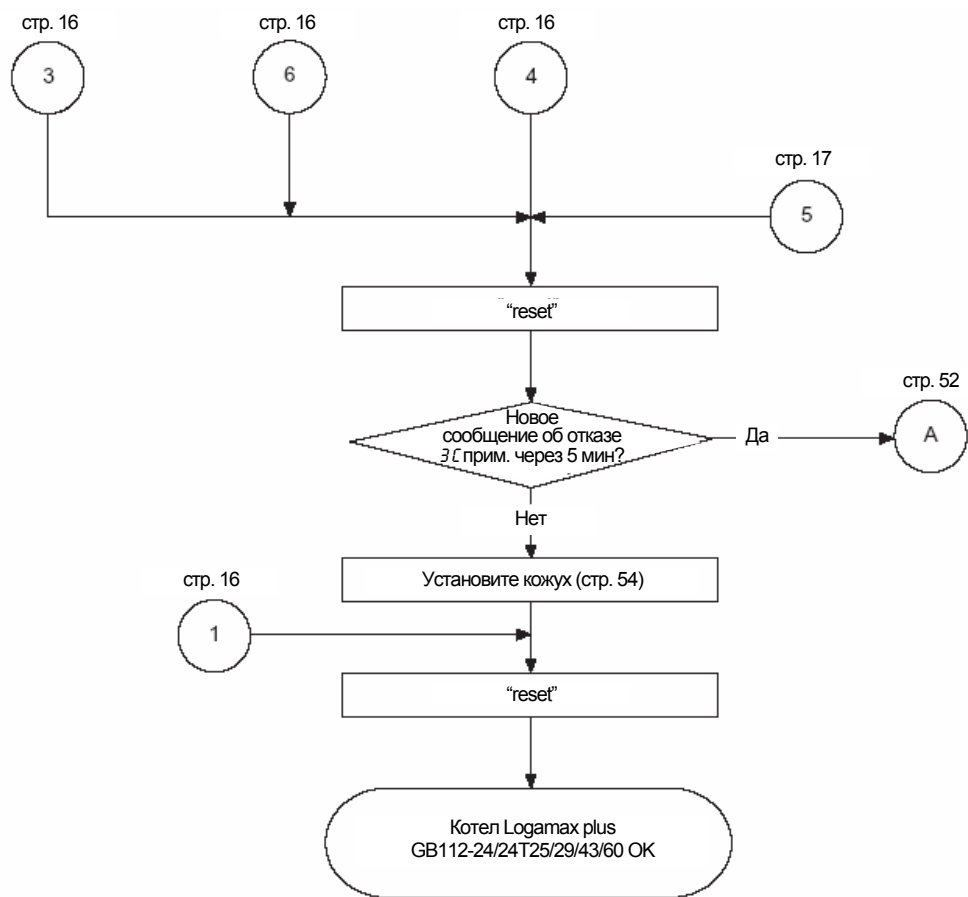 стр. 16
стр. 16
стр. 16
3
6
4
стр. 17
5
“reset”
Новое
сообщение об отказе
3C прим. через 5 мин?
Да
стр. 52
A
Нет
Установите кожух (стр. 54)
стр. 16
1
“reset”
Котел Logamax plus
GB112-24/24T25/29/43/60 OK